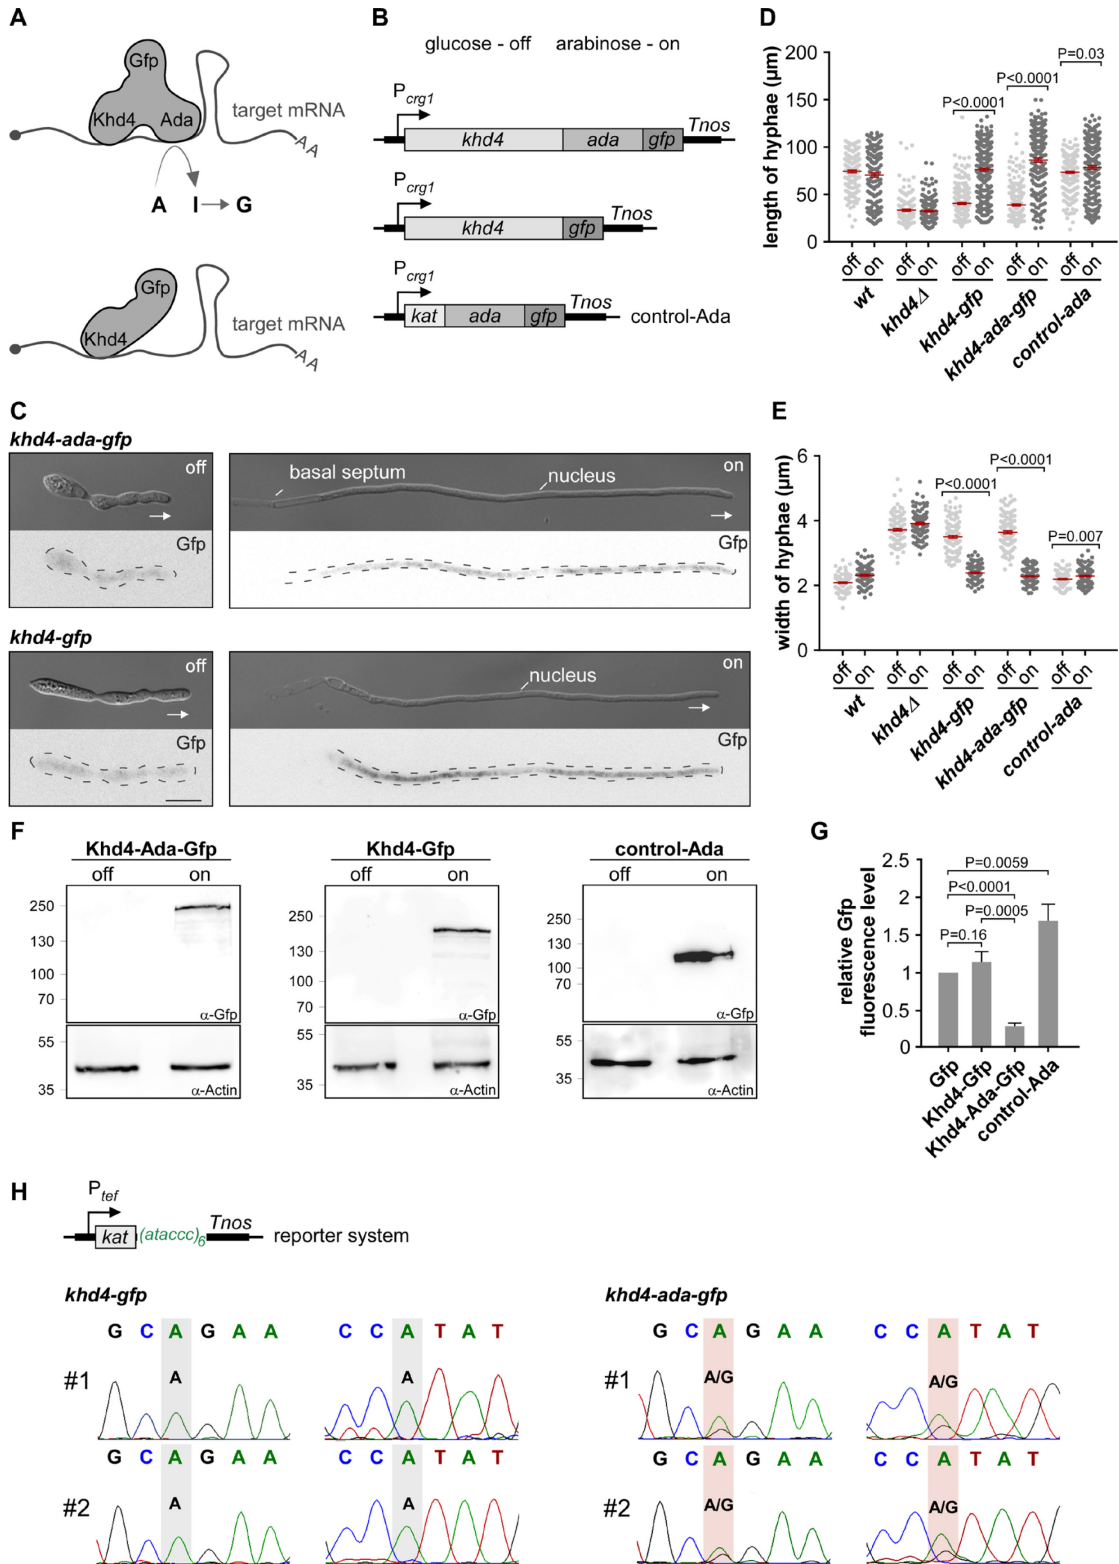 A
Gfp
Khd4 Ada
target mRNA
AA
A I G
Gfp
Khd4
target mRNA
AA
B
glucose - off arabinose - on
Pcrg1
khd4 ada gfp Tnos
Pcrg1
khd4 gfp Tnos
Pcrg1
kat ada gfp Tnos control-Ada
C
khd4-ada-gfp
off
basal septum nucleus on
Gfp
Gfp
khd4-gfp
off
nucleus on
Gfp
Gfp
D
length of hyphae (µm)
200
150
100
50
0
P<0.0001
P<0.0001
P=0.03
off on off on off on off on off on
wt khd4Δ khd4-gfp khd4-ada-gfp control-ada
E
width of hyphae (µm)
6
4
2
0
P<0.0001
P<0.0001
P=0.007
off on off on off on off on off on
wt khd4Δ khd4-gfp khd4-ada-gfp control-ada
F
Khd4-Ada-Gfp
off on
250
130
100
70
α-Gfp
55
35
α-Actin
Khd4-Gfp
off on
250
130
100
70
α-Gfp
55
35
α-Actin
control-Ada
off on
250
130
100
70
α-Gfp
55
35
α-Actin
G
relative Gfp
fluorescence level
2.5
2
1.5
1
0.5
0
P=0.0059
P<0.0001
P=0.0005
P=0.16
Gfp
Khd4-Gfp
Khd4-Ada-Gfp
control-Ada
H
Ptef
kat (ataccc)6 Tnos reporter system
khd4-gfp
G C A G A A C C A T A T
#1 A A
G C A G A A C C A T A T
#2 A A
khd4-ada-gfp
G C A G A A C C A T A T
#1 A/G A/G
G C A G A A C C A T A T
#2 A/G A/G